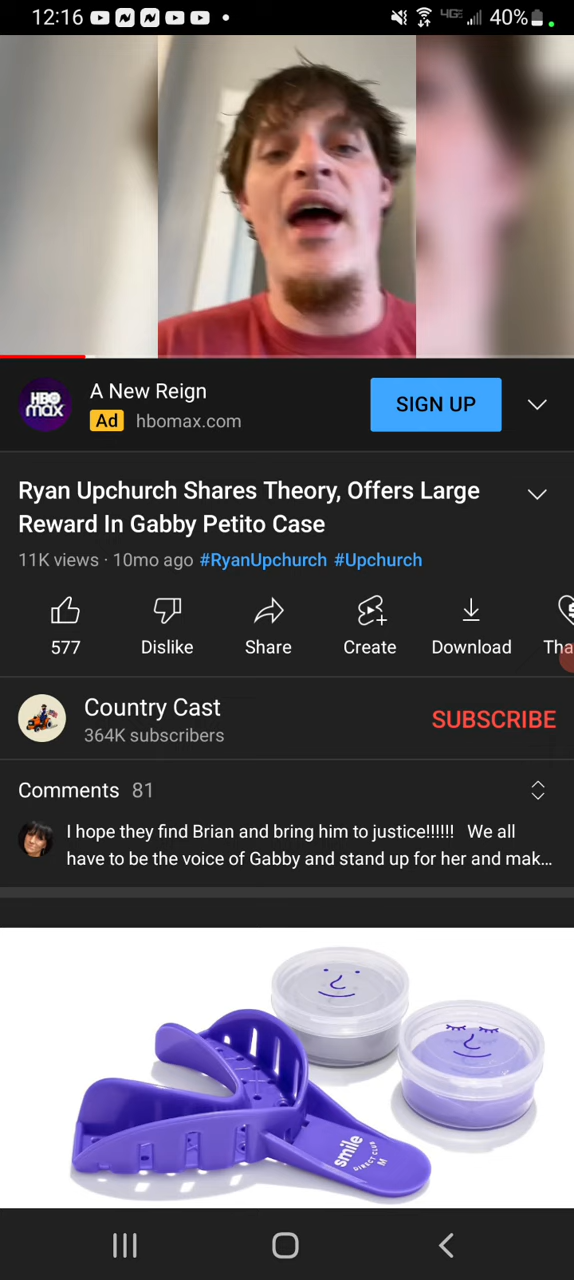 12:16
4GE 40%
A New Reign
SIGN UP
HBO
max
Ad hbomax.com
Ryan Upchurch Shares Theory, Offers Large
Reward In Gabby Petito Case
11K views · 10mo ago #RyanUpchurch #Upchurch
577 Dislike Share Create Download Tha
Country Cast
SUBSCRIBE
364K subscribers
Comments 81
I hope they find Brian and bring him to justice!!!!!! We all
have to be the voice of Gabby and stand up for her and mak...
smile
DIRECT CLUB
M